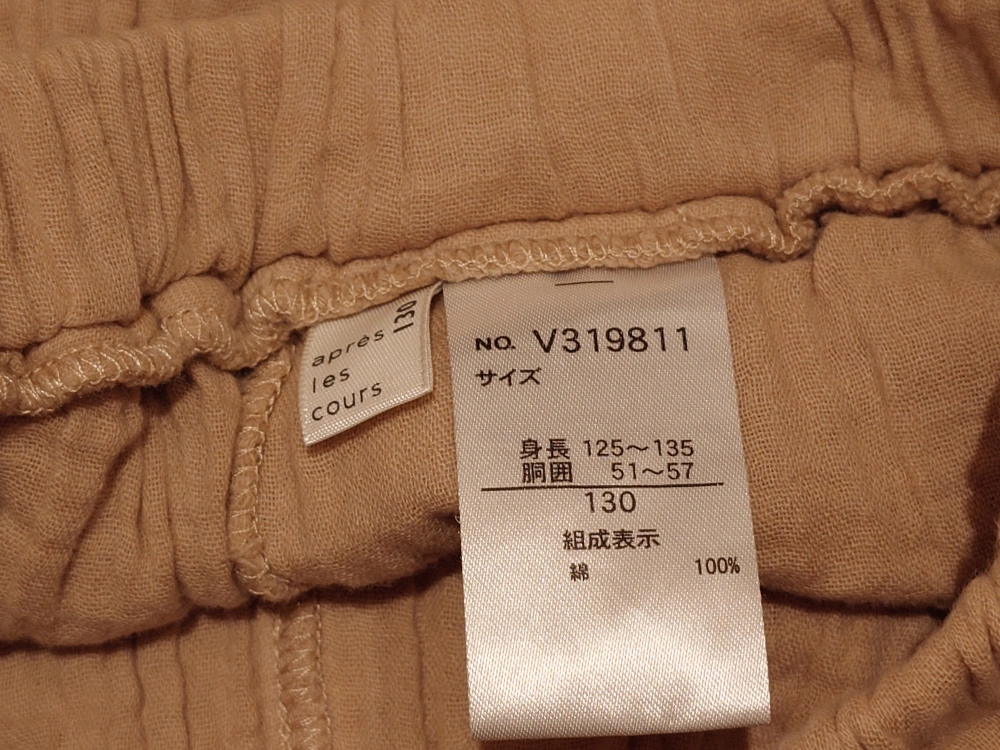 130
après
les
cours
NO. V319811
サイズ
身長 125～135
胴囲 51～57
130
組成表示
綿 100%